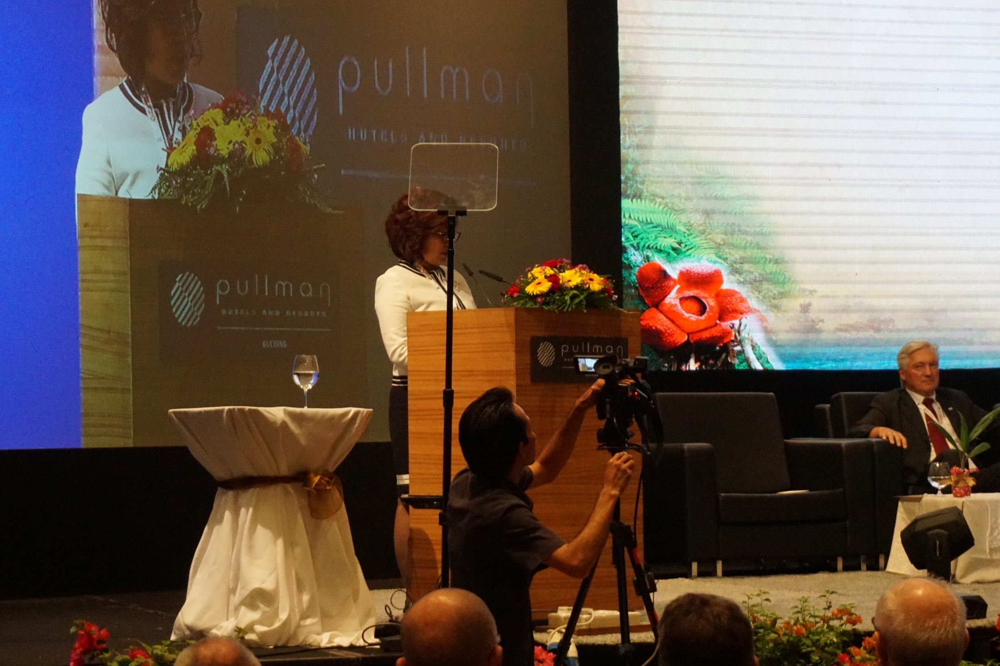 pullman
HOTELS AND RESORTS
pullman
HOTELS AND RESORTS
KUCHING
pullman